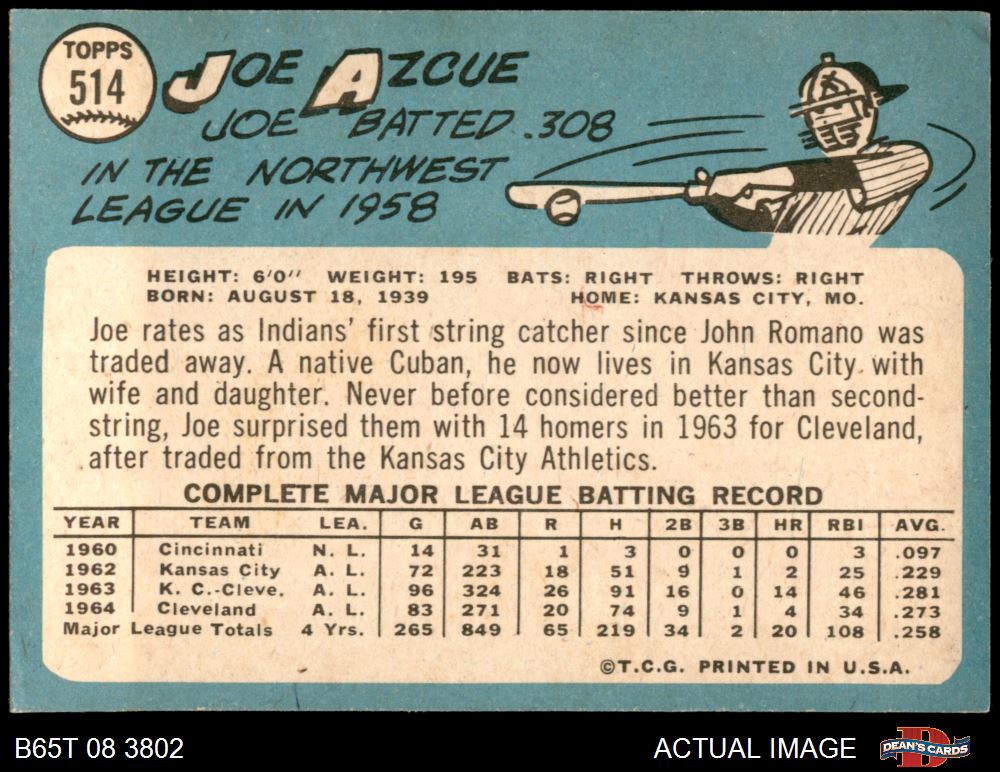 TOPPS
514
JOE AZCUE
JOE BATTED .308
IN THE NORTHWEST
LEAGUE IN 1958
HEIGHT: 6'0" WEIGHT: 195 BATS: RIGHT THROWS: RIGHT
BORN: AUGUST 18, 1939 HOME: KANSAS CITY, MO.
Joe rates as Indians' first string catcher since John Romano was
traded away. A native Cuban, he now lives in Kansas City with
wife and daughter. Never before considered better than second-
string, Joe surprised them with 14 homers in 1963 for Cleveland,
after traded from the Kansas City Athletics.
COMPLETE MAJOR LEAGUE BATTING RECORD
YEAR TEAM LEA. G AB R H 2B 3B HR RBI AVG.
1960 Cincinnati N. L. 14 31 1 3 0 0 0 3 .097
1962 Kansas City A. L. 72 223 18 51 9 1 2 25 .229
1963 K. C.-Cleve. A. L. 96 324 26 91 16 0 14 46 .281
1964 Cleveland A. L. 83 271 20 74 9 1 4 34 .273
Major League Totals 4 Yrs. 265 849 65 219 34 2 20 108 .258
©T.C.G. PRINTED IN U.S.A.
B65T 08 3802 ACTUAL IMAGE DEAN'S CARDS